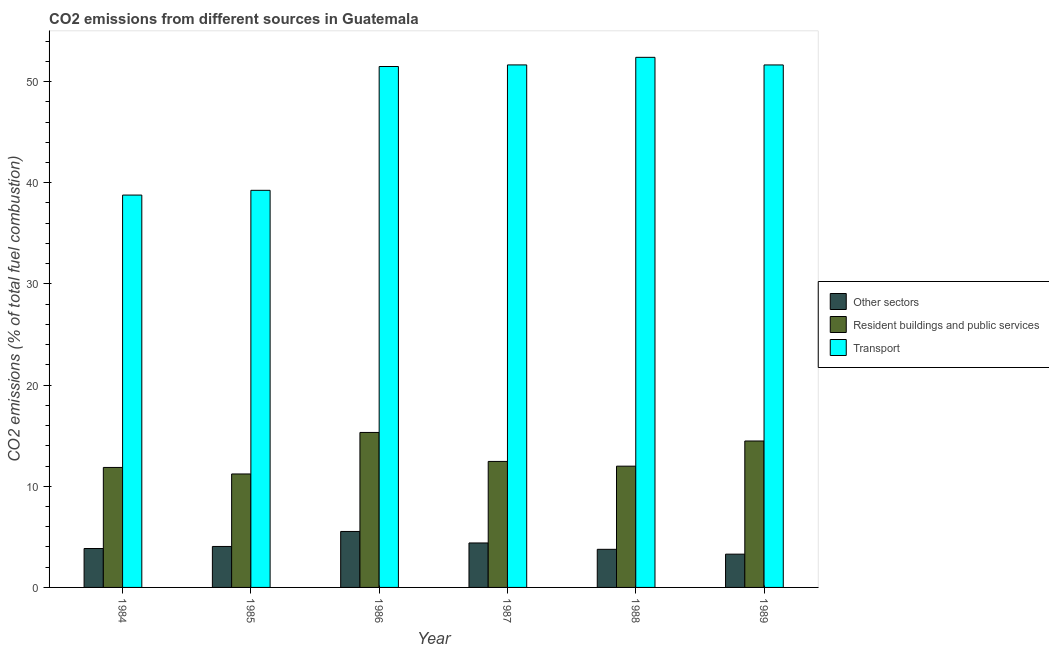 CO2 emissions from different sources in Guatemala
CO2 emissions (% of total fuel combustion)
50
40
30
20
10
0
1984
1985
1986
1987
1988
1989
Year
Other sectors
Resident buildings and public services
Transport